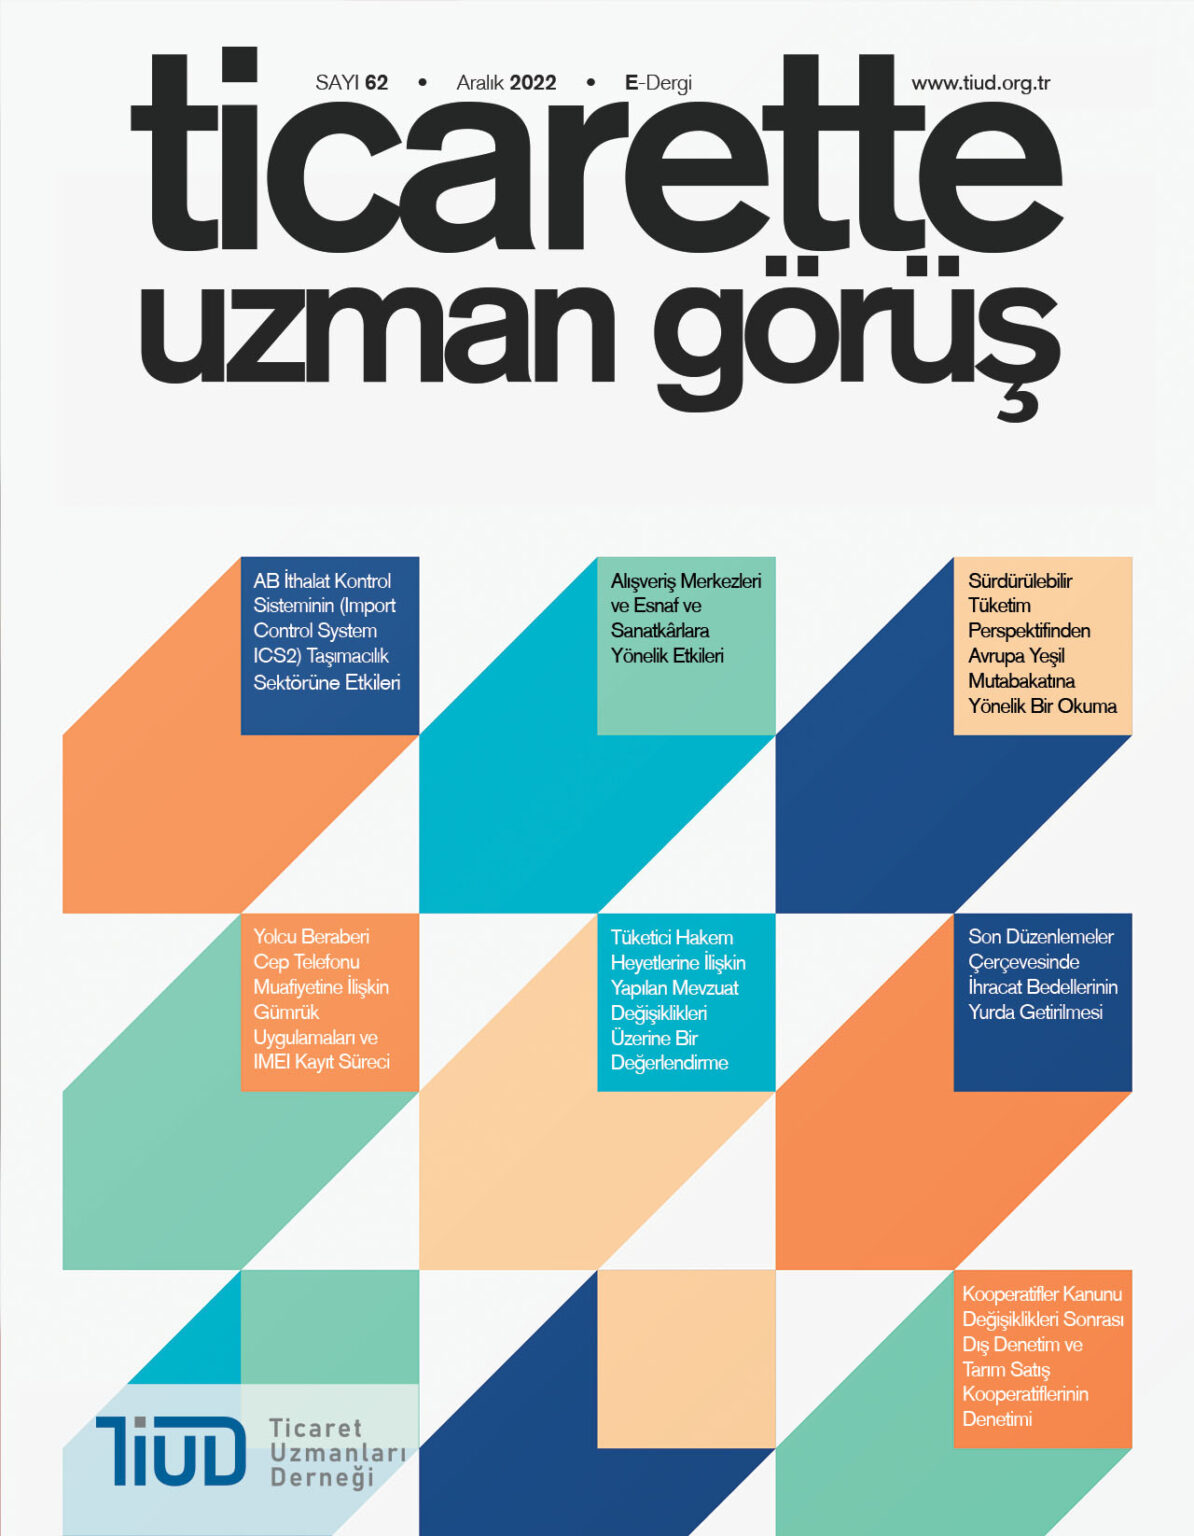 SAYI 62 • Aralık 2022 • E-Dergi www.tiud.org.tr
ticarette
uzman görüş
AB İthalat Kontrol
Sisteminin (Import
Control System
ICS2) Taşımacılık
Sektörüne Etkileri
Alışveriş Merkezleri
ve Esnaf ve
Sanatkârlara
Yönelik Etkileri
Sürdürülebilir
Tüketim
Perspektifinden
Avrupa Yeşil
Mutabakatına
Yönelik Bir Okuma
Yolcu Beraberi
Cep Telefonu
Muafiyetine İlişkin
Gümrük
Uygulamaları ve
IMEI Kayıt Süreci
Tüketici Hakem
Heyetlerine İlişkin
Yapılan Mevzuat
Değişiklikleri
Üzerine Bir
Değerlendirme
Son Düzenlemeler
Çerçevesinde
İhracat Bedellerinin
Yurda Getirilmesi
Kooperatifler Kanunu
Değişiklikleri Sonrası
Dış Denetim ve
Tarım Satış
Kooperatiflerinin
Denetimi
TİUD
Ticaret
Uzmanları
Derneği